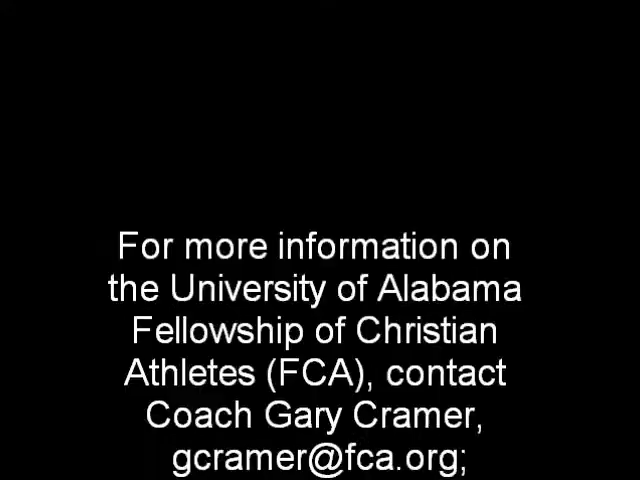 For more information on
the University of Alabama
Fellowship of Christian
Athletes (FCA), contact
Coach Gary Cramer,
gcramer@fca.org;